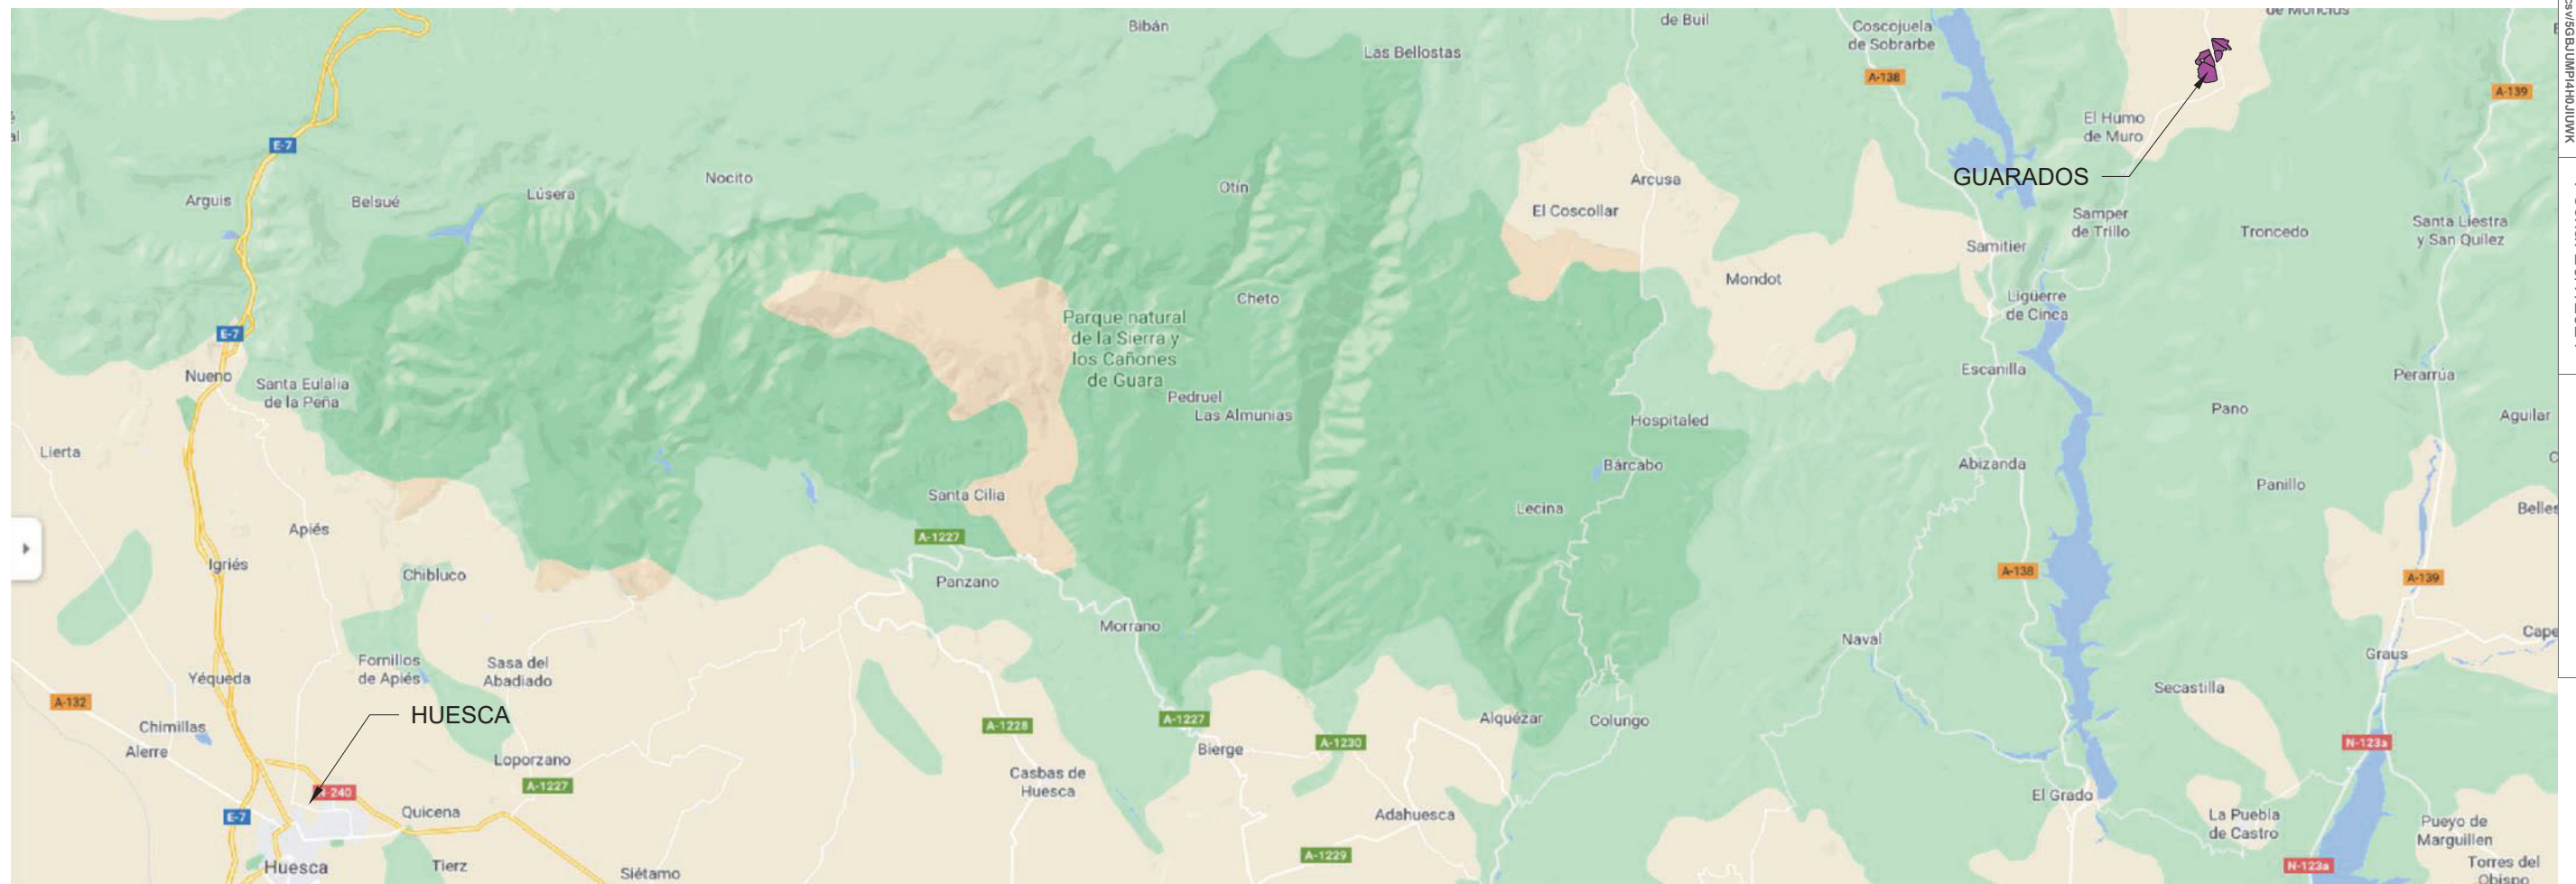 Bibán
de Buil
Las Bellostas
Coscojuela
de Sobrarbe
A-138
A-139
E-7
El Humo
de Muro
GUARADOS
Arguis
Belsué
Lúsera
Nocito
Otín
Arcusa
El Coscollar
Samper
de Trillo
Samitier
Troncedo
Santa Liestra
y San Quílez
Mondot
Cheto
Ligüerre
de Cinca
Parque natural
de la Sierra y
los Cañones
de Guara
E-7
Nueno
Santa Eulalia
de la Peña
Pedruel
Las Almunias
Escanilla
Perarrúa
Pano
Aguilar
Hospitaled
Lierta
Bárcabo
Abizanda
Panillo
Santa Cilia
Lecina
Apiés
A-1227
Igriés
Chibluco
Panzano
A-138
A-139
Morrano
Naval
Graus
Fornillos
de Apiés
Sasa del
Abadiado
Yéqueda
Secastilla
A-132
HUESCA
Chimillas
Alerre
A-1228
A-1227
Alquézar
Colungo
Bierge
A-1230
N-123a
Loporzano
A-1227
Casbas de
Huesca
N-240
E-7
Quicena
Adahuesca
El Grado
La Puebla
de Castro
Pueyo de
Marguillen
A-1229
N-123a
Huesca
Tierz
Siétamo
Torres del
Obispo